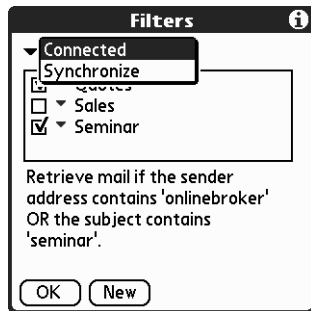 Filters
Connected
Synchronize
Quotes
Sales
Seminar
Retrieve mail if the sender
address contains 'onlinebroker'
OR the subject contains
'seminar'.
OK New